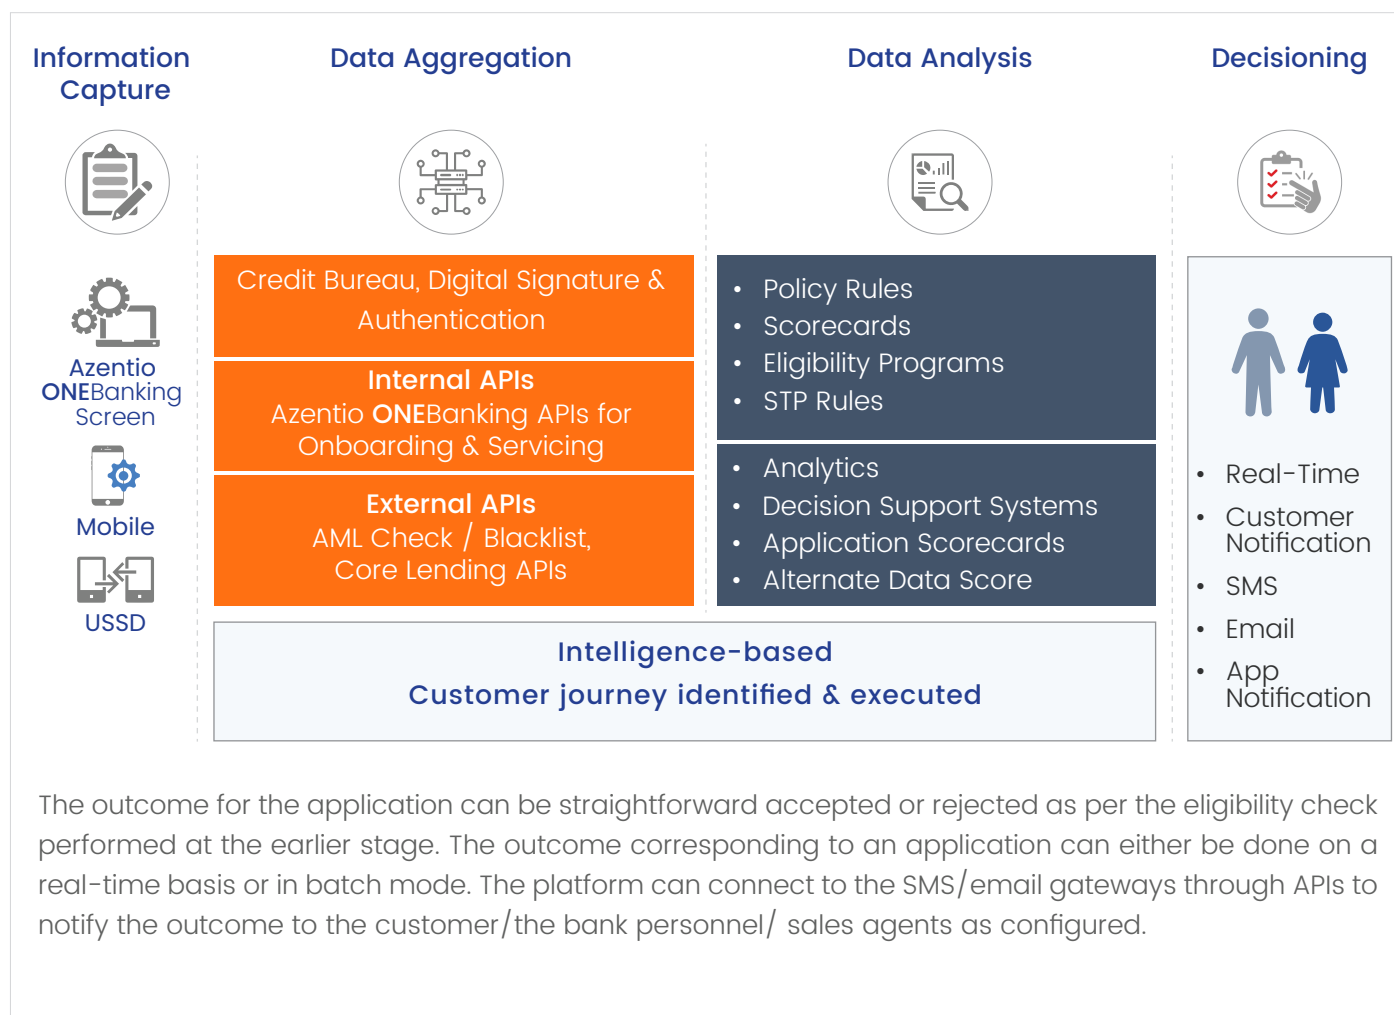 Information
Capture
Data Aggregation
Data Analysis
Decisioning
Azentio
ONEBanking
Screen
Mobile
USSD
Credit Bureau, Digital Signature &
Authentication
Internal APIs
Azentio ONEBanking APIs for
Onboarding & Servicing
External APIs
AML Check / Blacklist,
Core Lending APIs
• Policy Rules
• Scorecards
• Eligibility Programs
• STP Rules
• Analytics
• Decision Support Systems
• Application Scorecards
• Alternate Data Score
Intelligence-based
Customer journey identified & executed
• Real-Time
• Customer
Notification
• SMS
• Email
• App
Notification
The outcome for the application can be straightforward accepted or rejected as per the eligibility check
performed at the earlier stage. The outcome corresponding to an application can either be done on a
real-time basis or in batch mode. The platform can connect to the SMS/email gateways through APIs to
notify the outcome to the customer/the bank personnel/ sales agents as configured.